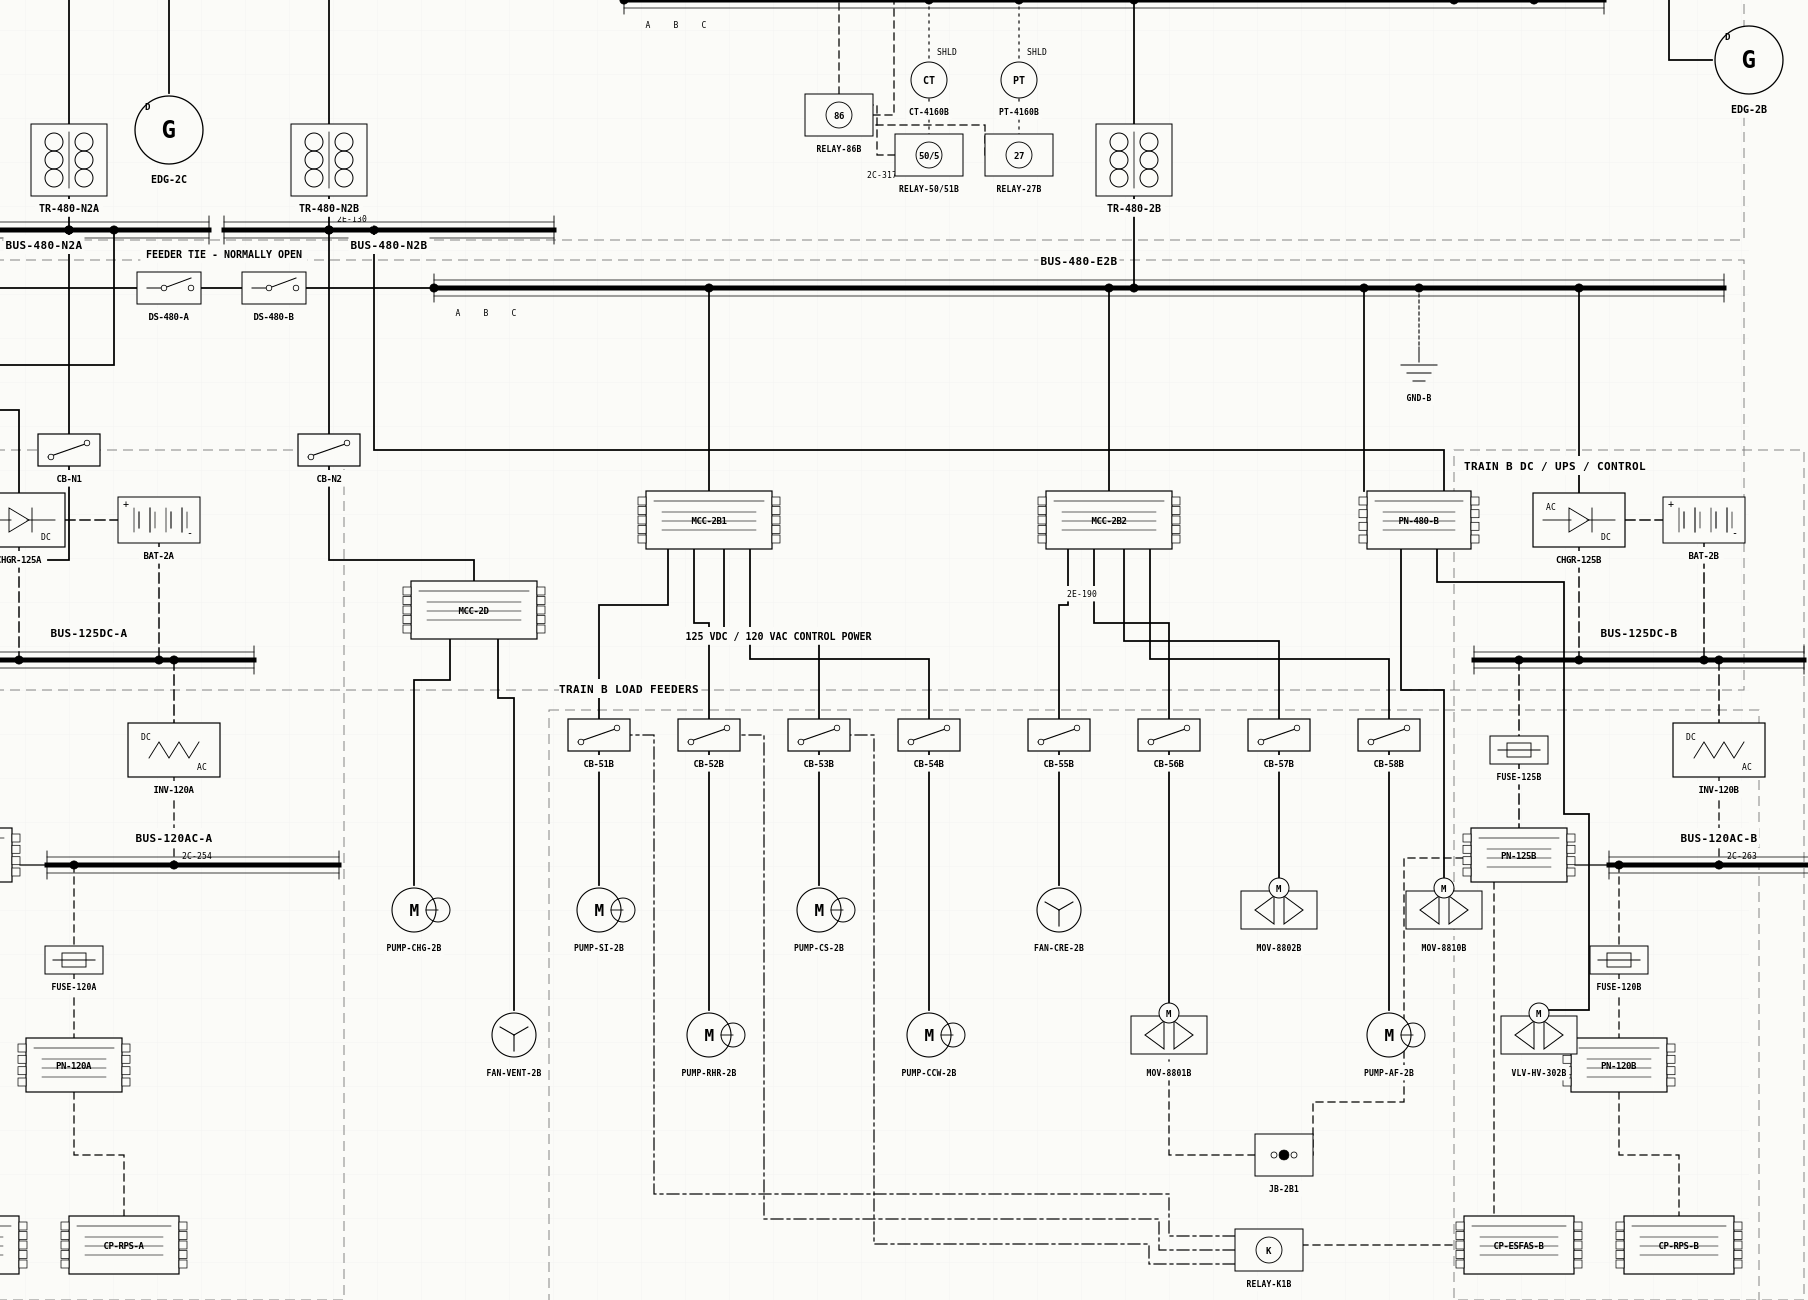 A B C
SHLD SHLD
D G
EDG-2B
CT PT
CT-4160B PT-4160B
D G
EDG-2C
86
RELAY-86B
50/5 27
2C-317
RELAY-50/51B RELAY-27B
TR-480-N2A TR-480-N2B TR-480-2B
2E-130
BUS-480-N2A BUS-480-N2B
FEEDER TIE - NORMALLY OPEN
BUS-480-E2B
DS-480-A DS-480-B
A B C
GND-B
TRAIN B DC / UPS / CONTROL
CB-N1 CB-N2
DC
+ -
AC DC
+ -
MCC-2B1 MCC-2B2 PN-480-B
CHGR-125A BAT-2A CHGR-125B BAT-2B
2E-190
MCC-2D
BUS-125DC-A
125 VDC / 120 VAC CONTROL POWER
BUS-125DC-B
TRAIN B LOAD FEEDERS
DC AC
DC AC
CB-51B CB-52B CB-53B CB-54B CB-55B CB-56B CB-57B CB-58B
FUSE-125B
INV-120A INV-120B
BUS-120AC-A BUS-120AC-B
2C-254 PN-125B 2C-263
M M
M M M
PUMP-CHG-2B PUMP-SI-2B PUMP-CS-2B FAN-CRE-2B MOV-8802B MOV-8810B
FUSE-120A FUSE-120B
M M
M M M
PN-120A PN-120B
FAN-VENT-2B PUMP-RHR-2B PUMP-CCW-2B MOV-8801B PUMP-AF-2B VLV-HV-302B
JB-2B1
CP-RPS-A K CP-ESFAS-B CP-RPS-B
RELAY-K1B